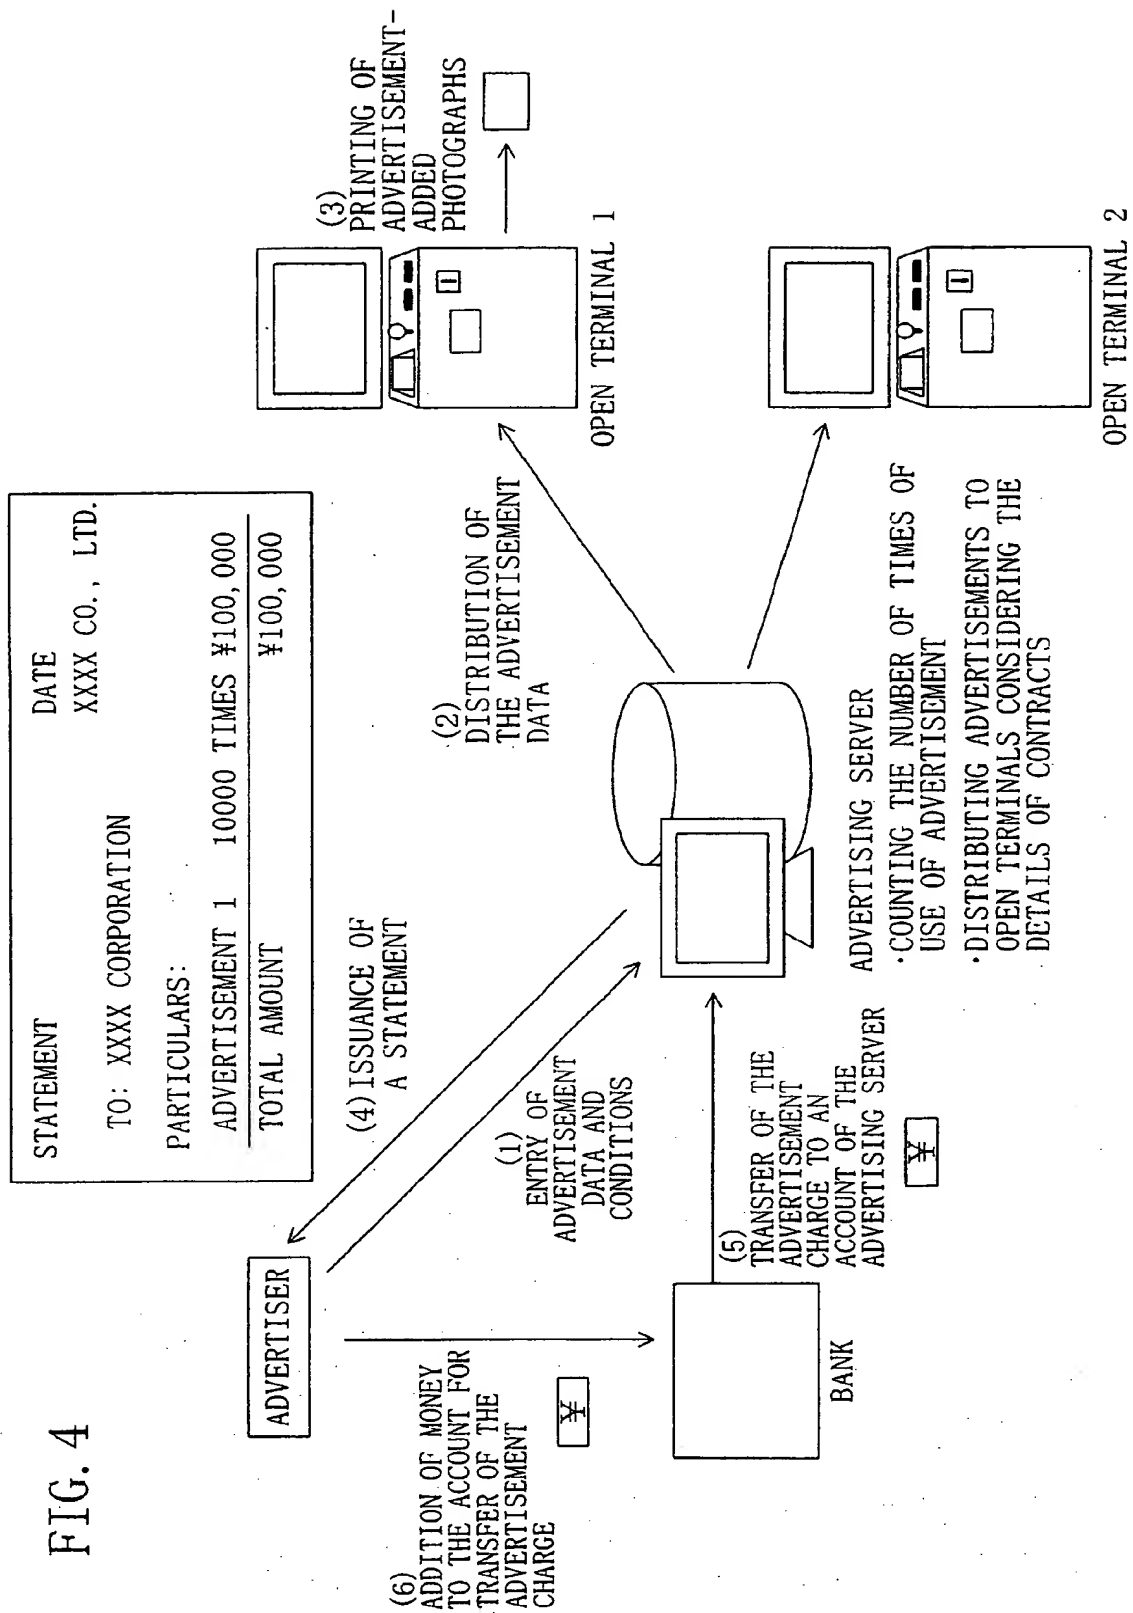 FIG. 4
STATEMENT
DATE
XXXX CO., LTD.
TO: XXXX CORPORATION
PARTICULARS:
ADVERTISEMENT 1 10000 TIMES ¥100,000
TOTAL AMOUNT ¥100,000
ADVERTISER
(4)ISSUANCE OF
A STATEMENT
(1)
ENTRY OF
ADVERTISEMENT
DATA AND
CONDITIONS
(2)
DISTRIBUTION OF
THE ADVERTISEMENT
DATA
(3)
PRINTING OF
ADVERTISEMENT-
ADDED
PHOTOGRAPHS
OPEN TERMINAL 1
(6)
ADDITION OF MONEY
TO THE ACCOUNT FOR
TRANSFER OF THE
ADVERTISEMENT
CHARGE
¥
BANK
(5)
TRANSFER OF THE
ADVERTISEMENT
CHARGE TO AN
ACCOUNT OF THE
ADVERTISING SERVER
¥
ADVERTISING SERVER
·COUNTING THE NUMBER OF TIMES OF
USE OF ADVERTISEMENT
·DISTRIBUTING ADVERTISEMENTS TO
OPEN TERMINALS CONSIDERING THE
DETAILS OF CONTRACTS
OPEN TERMINAL 2